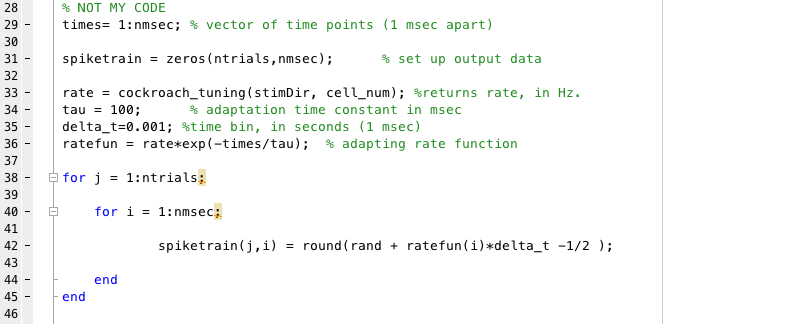 28 % NOT MY CODE
29 - times= 1:nmsec; % vector of time points (1 msec apart)
30
31 - spiketrain = zeros(ntrials,nmsec); % set up output data
32
33 - rate = cockroach_tuning(stimDir, cell_num); %returns rate, in Hz.
34 - tau = 100; % adaptation time constant in msec
35 - delta_t=0.001; %time bin, in seconds (1 msec)
36 - ratefun = rate*exp(-times/tau); % adapting rate function
37
38 - for j = 1:ntrials;
39
40 - for i = 1:nmsec;
41
42 - spiketrain(j,i) = round(rand + ratefun(i)*delta_t -1/2 );
43
44 - end
45 - end
46